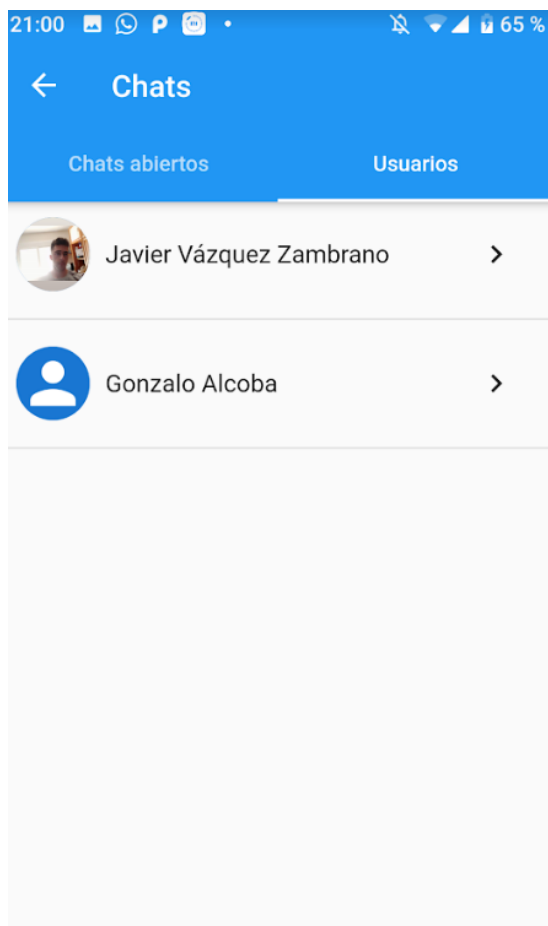 21:00 65 %
Chats
Chats abiertos Usuarios
Javier Vázquez Zambrano
Gonzalo Alcoba